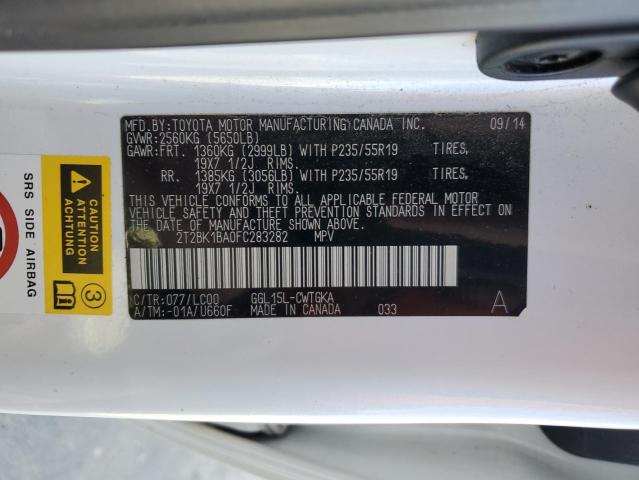 MFD.BY:TOYOTA MOTOR MANUFACTURING CANADA INC. 09/14
GVWR:2560KG (5650LB)
GAWR:FRT. 1360KG (2999LB) WITH P235/55R19 TIRES,
19X7 1/2J RIMS.
RR. 1385KG (3056LB) WITH P235/55R19 TIRES,
19X7 1/2J RIMS.
THIS VEHICLE CONFORMS TO ALL APPLICABLE FEDERAL MOTOR
VEHICLE SAFETY AND THEFT PREVENTION STANDARDS IN EFFECT ON
THE DATE OF MANUFACTURE SHOWN ABOVE.
2T2BK1BA0FC283282 MPV
C/TR:077/LC00 GGL15L-CWTGKA
A/TM:-01A/U660F MADE IN CANADA 033 A
CAUTION
SRS SIDE AIRBAG
3